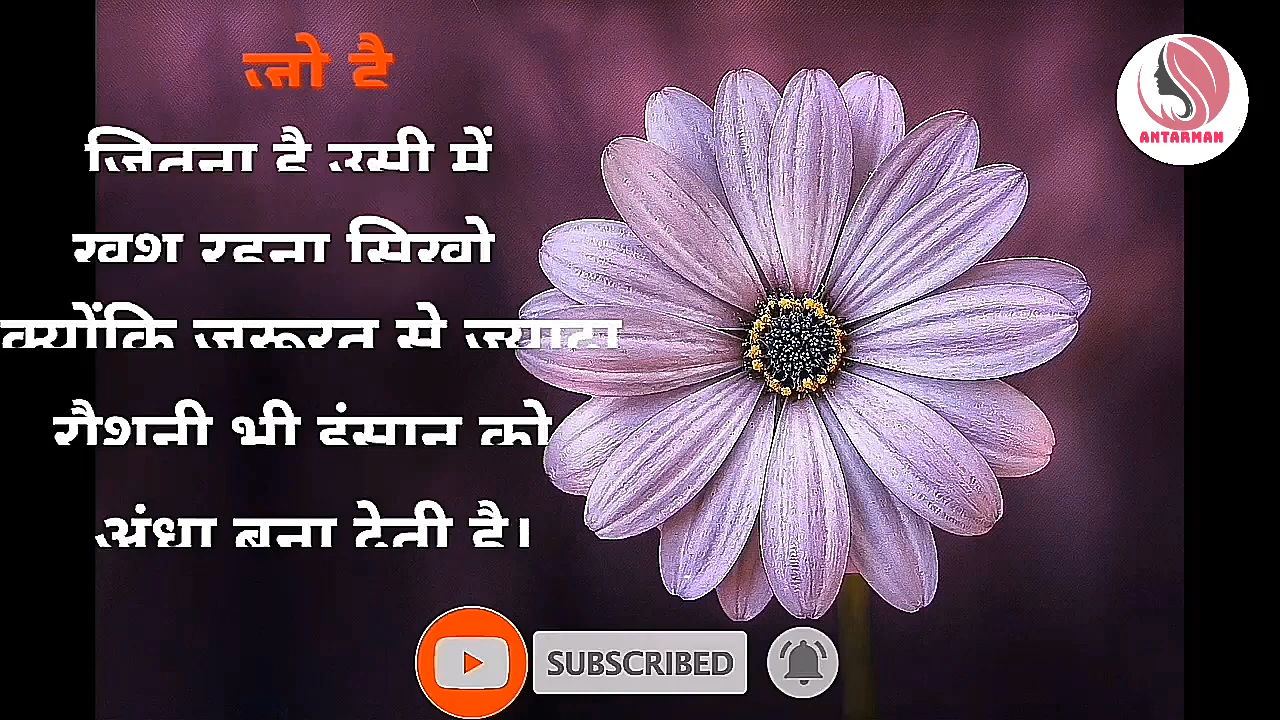 जो है
जितना है उसी में
खुश रहना सिखो
क्योंकि जरूरत से ज्यादा
रौशनी भी इंसान को
अंधा बना देती है।
ANTARMAN
SUBSCRIBED